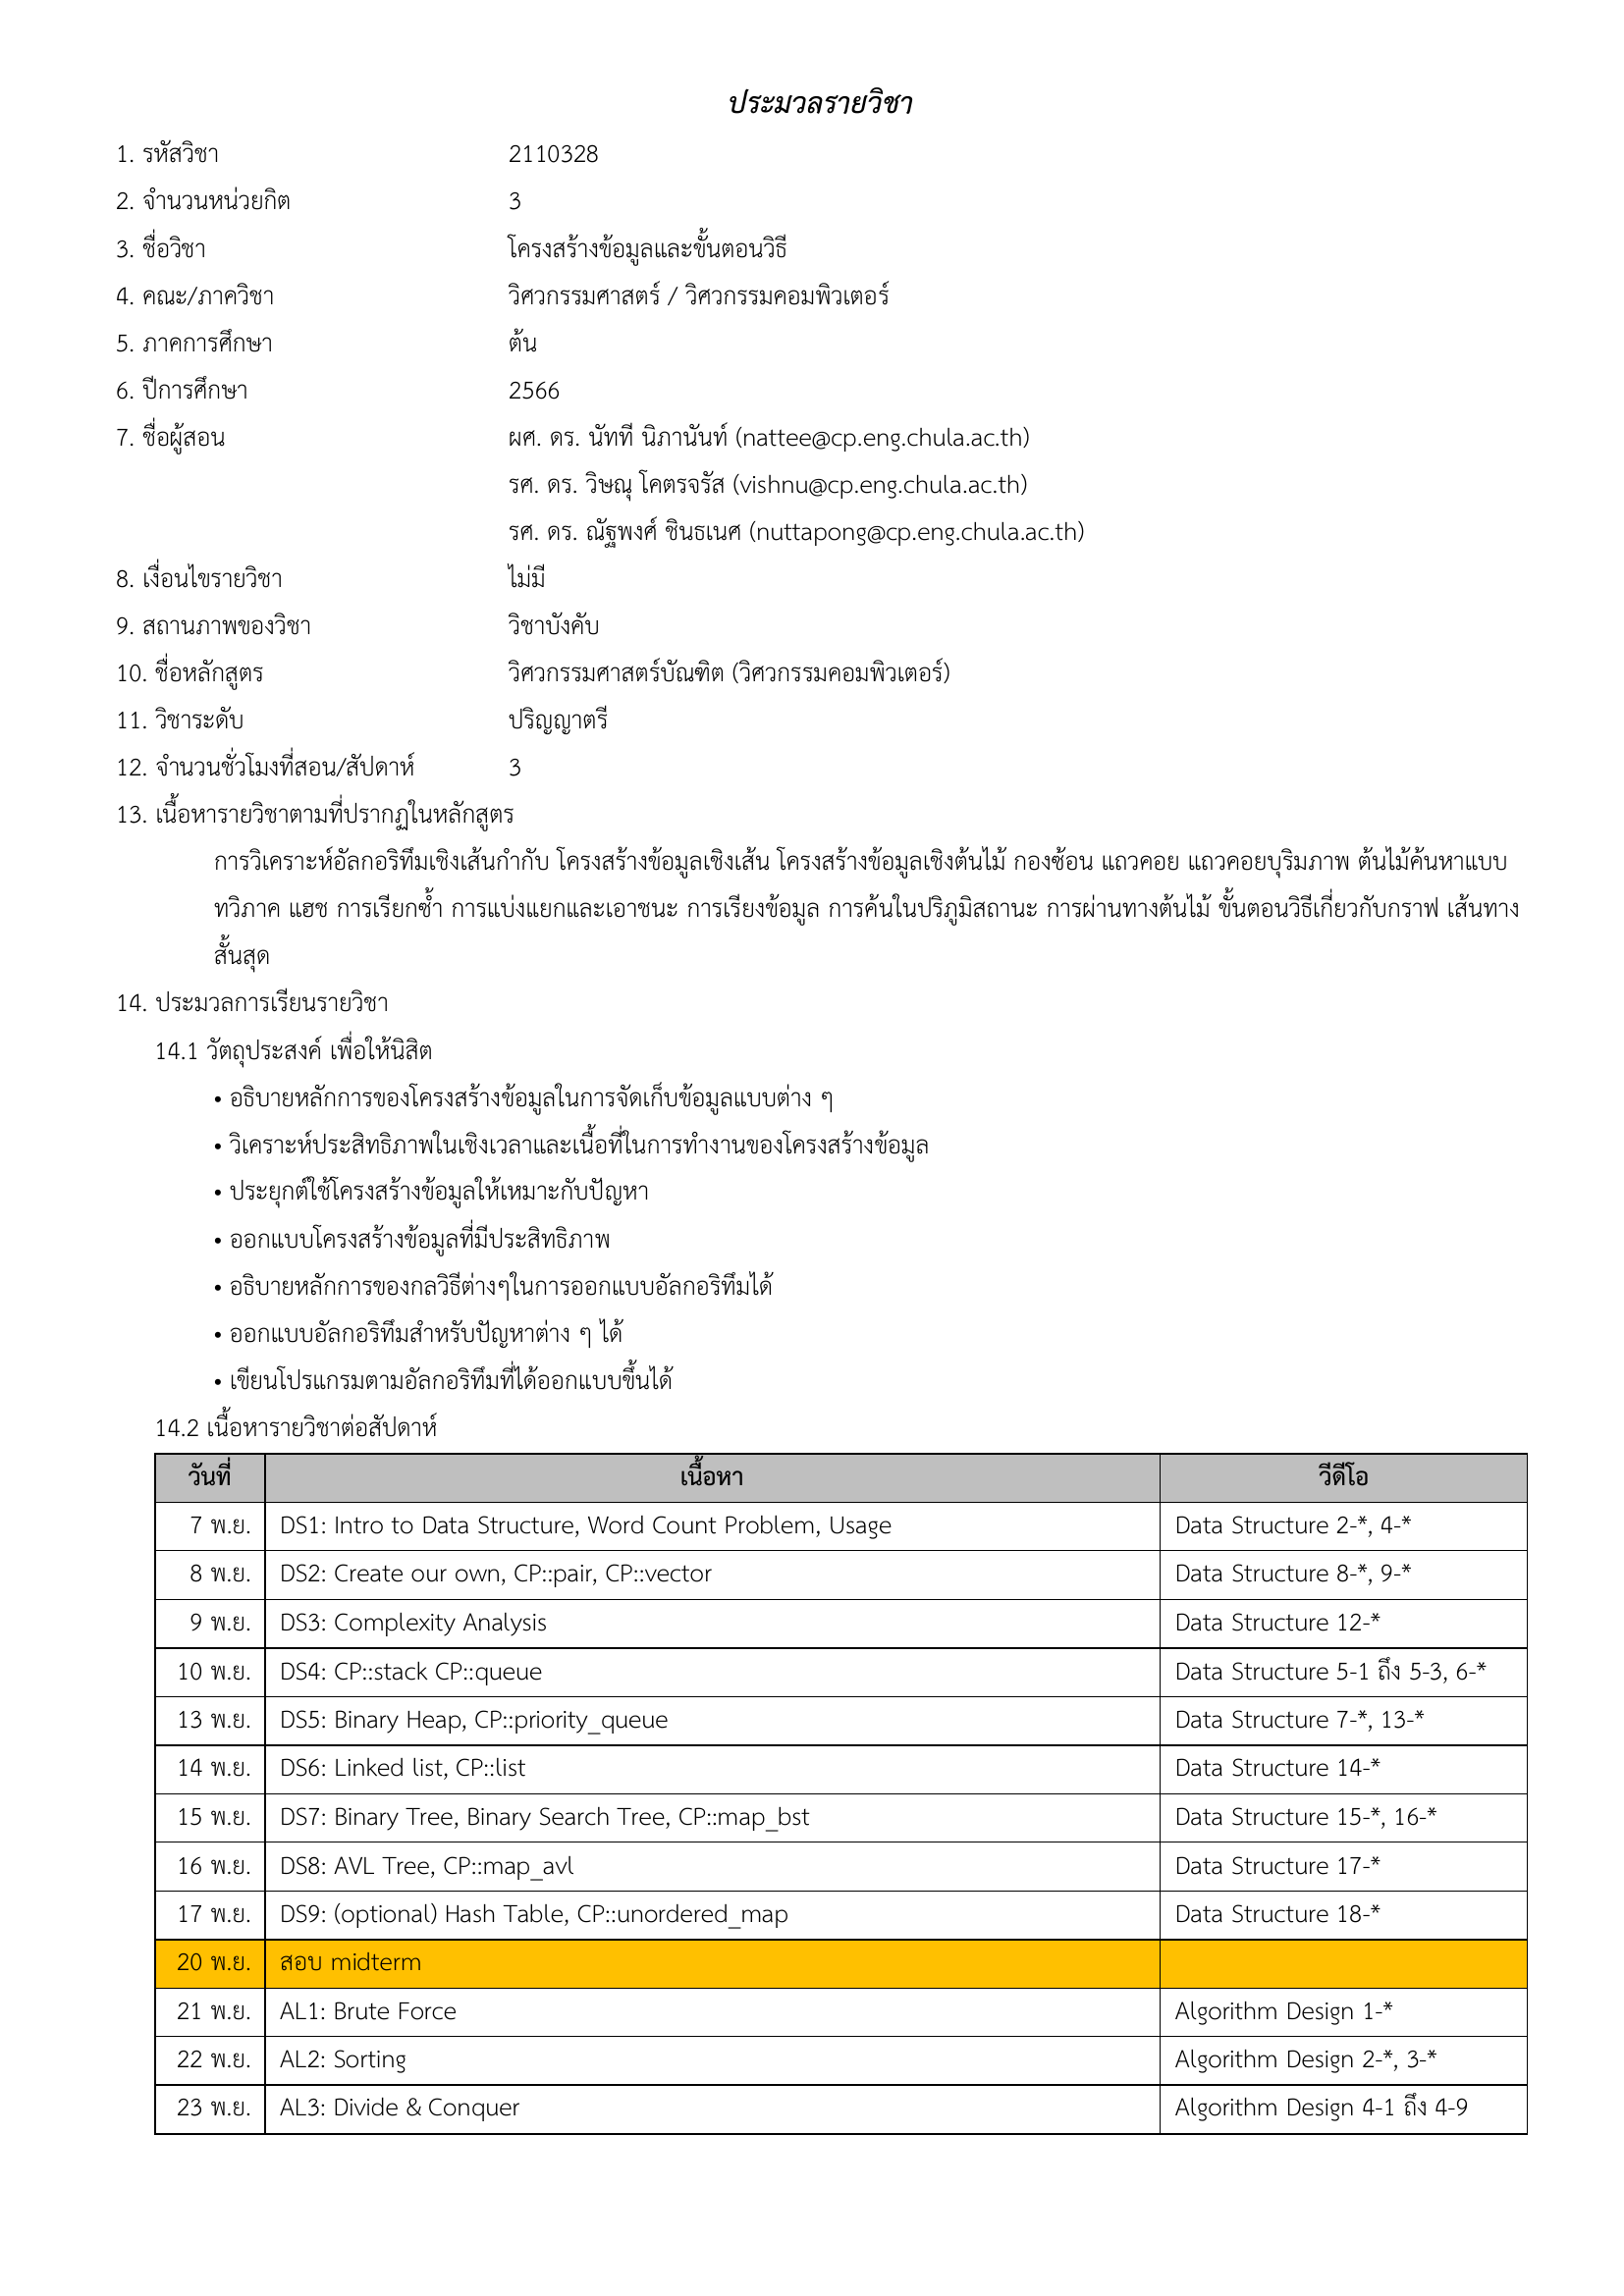 ประมวลรายวิชา
1. รหัสวิชา 2110328
2. จำนวนหน่วยกิต 3
3. ชื่อวิชา โครงสร้างข้อมูลและขั้นตอนวิธี
4. คณะ/ภาควิชา วิศวกรรมศาสตร์ / วิศวกรรมคอมพิวเตอร์
5. ภาคการศึกษา ต้น
6. ปีการศึกษา 2566
7. ชื่อผู้สอน ผศ. ดร. นัทที นิภานันท์ (nattee@cp.eng.chula.ac.th)
รศ. ดร. วิษณุ โคตรจรัส (vishnu@cp.eng.chula.ac.th)
รศ. ดร. ณัฐพงศ์ ชินธเนศ (nuttapong@cp.eng.chula.ac.th)
8. เงื่อนไขรายวิชา ไม่มี
9. สถานภาพของวิชา วิชาบังคับ
10. ชื่อหลักสูตร วิศวกรรมศาสตร์บัณฑิต (วิศวกรรมคอมพิวเตอร์)
11. วิชาระดับ ปริญญาตรี
12. จำนวนชั่วโมงที่สอน/สัปดาห์ 3
13. เนื้อหารายวิชาตามที่ปรากฏในหลักสูตร
การวิเคราะห์อัลกอริทึมเชิงเส้นกำกับ โครงสร้างข้อมูลเชิงเส้น โครงสร้างข้อมูลเชิงต้นไม้ กองซ้อน แถวคอย แถวคอยบุริมภาพ ต้นไม้ค้นหาแบบ
ทวิภาค แฮช การเรียกซ้ำ การแบ่งแยกและเอาชนะ การเรียงข้อมูล การค้นในปริภูมิสถานะ การผ่านทางต้นไม้ ขั้นตอนวิธีเกี่ยวกับกราฟ เส้นทาง
สั้นสุด
14. ประมวลการเรียนรายวิชา
14.1 วัตถุประสงค์ เพื่อให้นิสิต
• อธิบายหลักการของโครงสร้างข้อมูลในการจัดเก็บข้อมูลแบบต่าง ๆ
• วิเคราะห์ประสิทธิภาพในเชิงเวลาและเนื้อที่ในการทำงานของโครงสร้างข้อมูล
• ประยุกต์ใช้โครงสร้างข้อมูลให้เหมาะกับปัญหา
• ออกแบบโครงสร้างข้อมูลที่มีประสิทธิภาพ
• อธิบายหลักการของกลวิธีต่างๆในการออกแบบอัลกอริทึมได้
• ออกแบบอัลกอริทึมสำหรับปัญหาต่าง ๆ ได้
• เขียนโปรแกรมตามอัลกอริทึมที่ได้ออกแบบขึ้นได้
14.2 เนื้อหารายวิชาต่อสัปดาห์
วันที่ เนื้อหา วีดีโอ
7 พ.ย. DS1: Intro to Data Structure, Word Count Problem, Usage Data Structure 2-*, 4-*
8 พ.ย. DS2: Create our own, CP::pair, CP::vector Data Structure 8-*, 9-*
9 พ.ย. DS3: Complexity Analysis Data Structure 12-*
10 พ.ย. DS4: CP::stack CP::queue Data Structure 5-1 ถึง 5-3, 6-*
13 พ.ย. DS5: Binary Heap, CP::priority_queue Data Structure 7-*, 13-*
14 พ.ย. DS6: Linked list, CP::list Data Structure 14-*
15 พ.ย. DS7: Binary Tree, Binary Search Tree, CP::map_bst Data Structure 15-*, 16-*
16 พ.ย. DS8: AVL Tree, CP::map_avl Data Structure 17-*
17 พ.ย. DS9: (optional) Hash Table, CP::unordered_map Data Structure 18-*
20 พ.ย. สอบ midterm
21 พ.ย. AL1: Brute Force Algorithm Design 1-*
22 พ.ย. AL2: Sorting Algorithm Design 2-*, 3-*
23 พ.ย. AL3: Divide & Conquer Algorithm Design 4-1 ถึง 4-9